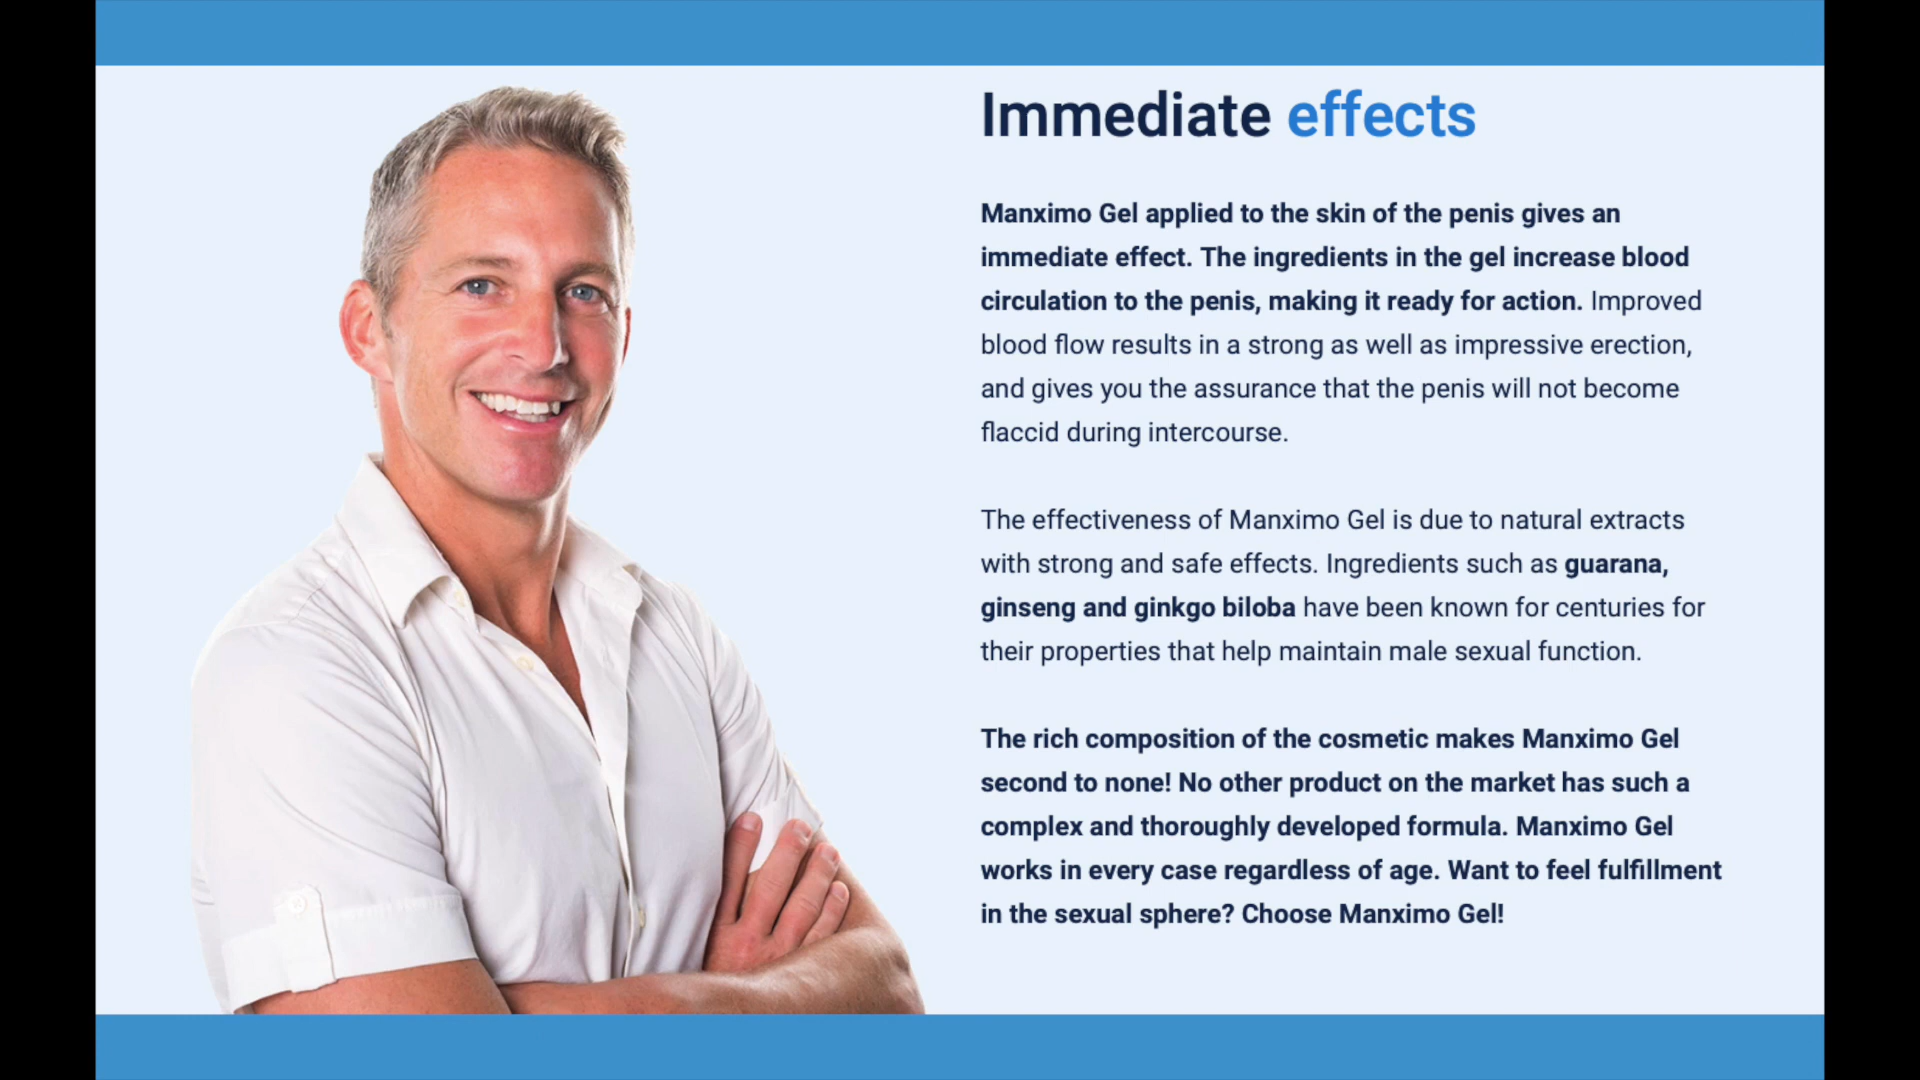 Immediate effects
Manximo Gel applied to the skin of the penis gives an
immediate effect. The ingredients in the gel increase blood
circulation to the penis, making it ready for action. Improved
blood flow results in a strong as well as impressive erection,
and gives you the assurance that the penis will not become
flaccid during intercourse.
The effectiveness of Manximo Gel is due to natural extracts
with strong and safe effects. Ingredients such as guarana,
ginseng and ginkgo biloba have been known for centuries for
their properties that help maintain male sexual function.
The rich composition of the cosmetic makes Manximo Gel
second to none! No other product on the market has such a
complex and thoroughly developed formula. Manximo Gel
works in every case regardless of age. Want to feel fulfillment
in the sexual sphere? Choose Manximo Gel!